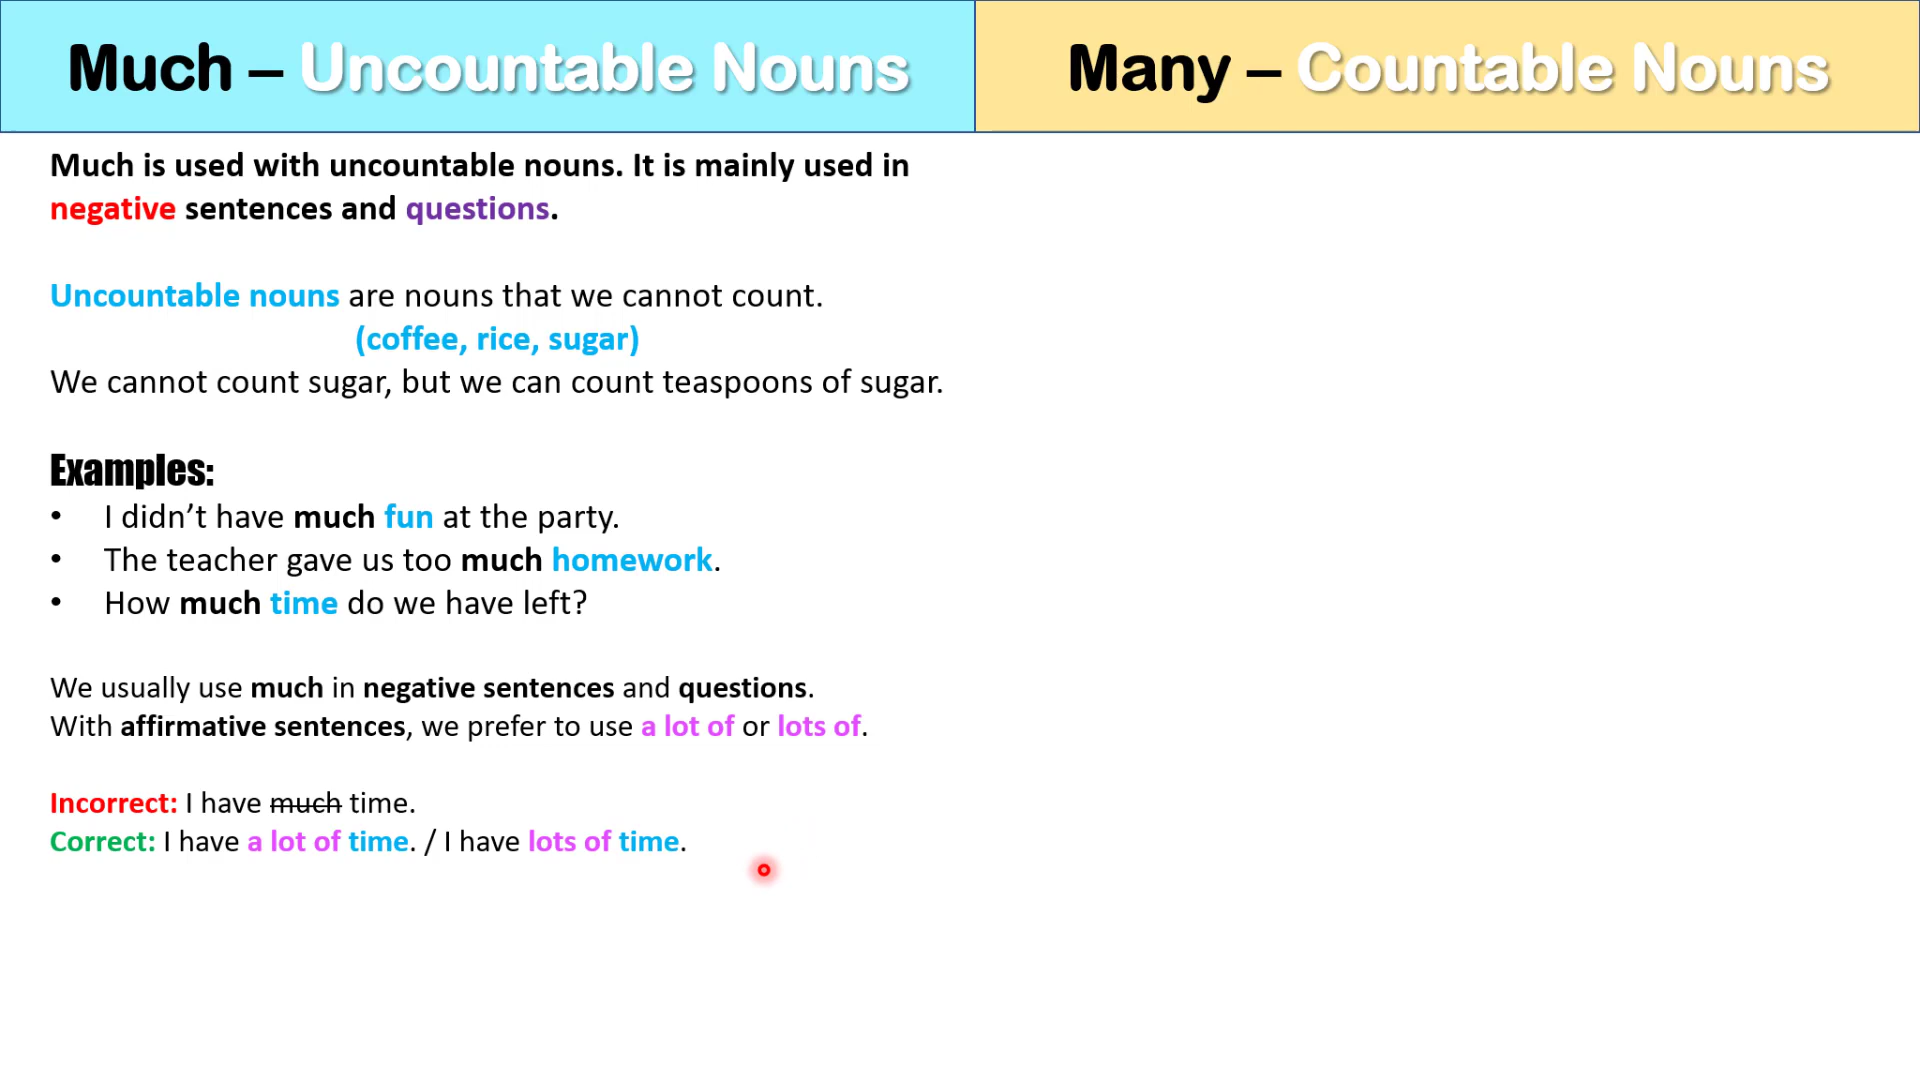 Much – Uncountable Nouns
Many – Countable Nouns
Much is used with uncountable nouns. It is mainly used in
negative sentences and questions.
Uncountable nouns are nouns that we cannot count.
(coffee, rice, sugar)
We cannot count sugar, but we can count teaspoons of sugar.
Examples:
• I didn’t have much fun at the party.
• The teacher gave us too much homework.
• How much time do we have left?
We usually use much in negative sentences and questions.
With affirmative sentences, we prefer to use a lot of or lots of.
Incorrect: I have much time.
Correct: I have a lot of time. / I have lots of time.